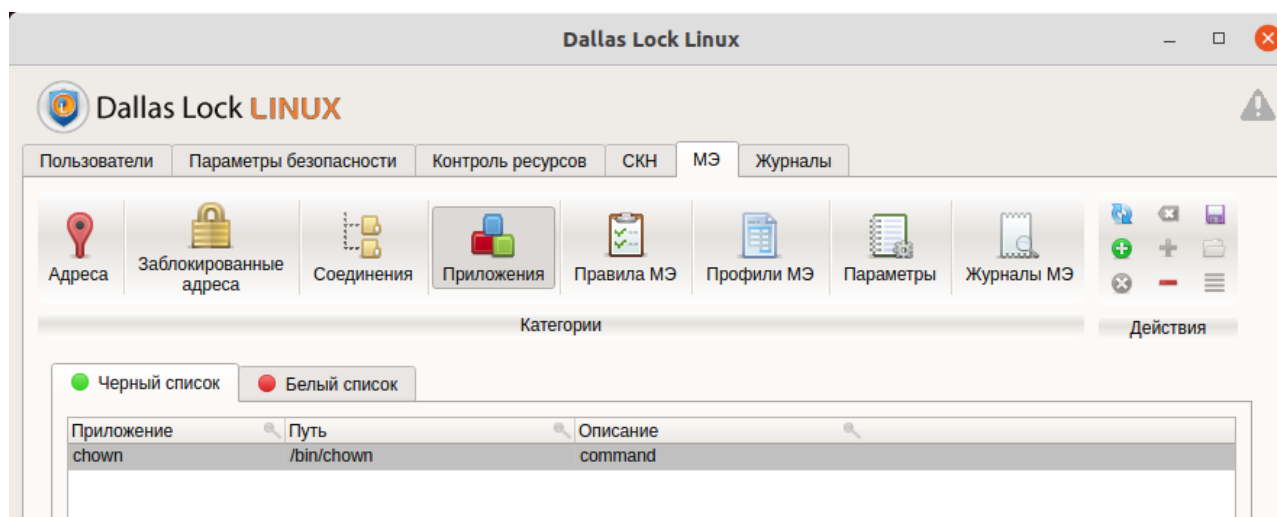 Dallas Lock Linux
Dallas Lock LINUX
Пользователи Параметры безопасности Контроль ресурсов СКН МЭ Журналы
Адреса Заблокированные адреса Соединения Приложения Правила МЭ Профили МЭ Параметры Журналы МЭ
Категории Действия
Черный список Белый список
Приложение Путь Описание
chown /bin/chown command